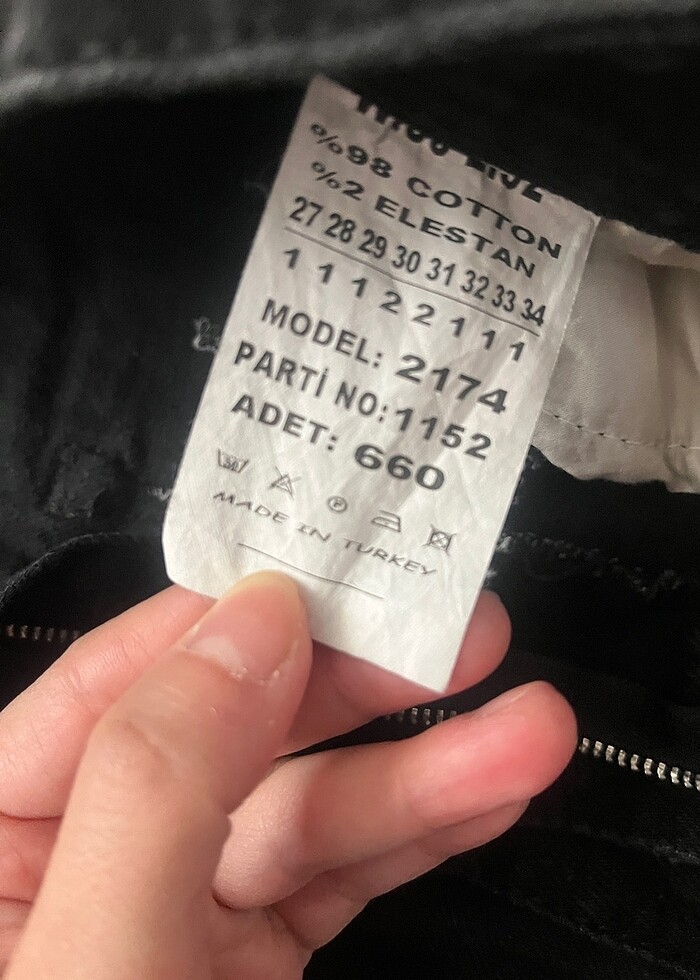 %98 COTTON
%2 ELESTAN
27 28 29 30 31 32 33 34
1 1 1 2 2 1 1 1
MODEL: 2174
PARTİ NO:1152
ADET: 660
MADE IN TURKEY